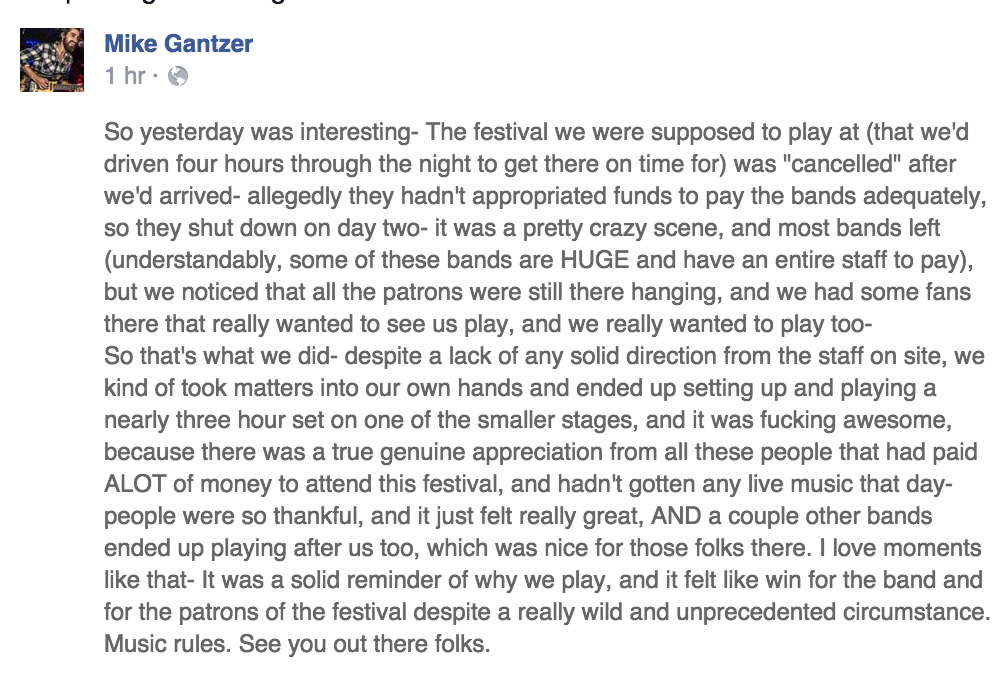 Mike Gantzer
1 hr ·
So yesterday was interesting- The festival we were supposed to play at (that we'd
driven four hours through the night to get there on time for) was "cancelled" after
we'd arrived- allegedly they hadn't appropriated funds to pay the bands adequately,
so they shut down on day two- it was a pretty crazy scene, and most bands left
(understandably, some of these bands are HUGE and have an entire staff to pay),
but we noticed that all the patrons were still there hanging, and we had some fans
there that really wanted to see us play, and we really wanted to play too-
So that's what we did- despite a lack of any solid direction from the staff on site, we
kind of took matters into our own hands and ended up setting up and playing a
nearly three hour set on one of the smaller stages, and it was fucking awesome,
because there was a true genuine appreciation from all these people that had paid
ALOT of money to attend this festival, and hadn't gotten any live music that day-
people were so thankful, and it just felt really great, AND a couple other bands
ended up playing after us too, which was nice for those folks there. I love moments
like that- It was a solid reminder of why we play, and it felt like win for the band and
for the patrons of the festival despite a really wild and unprecedented circumstance.
Music rules. See you out there folks.